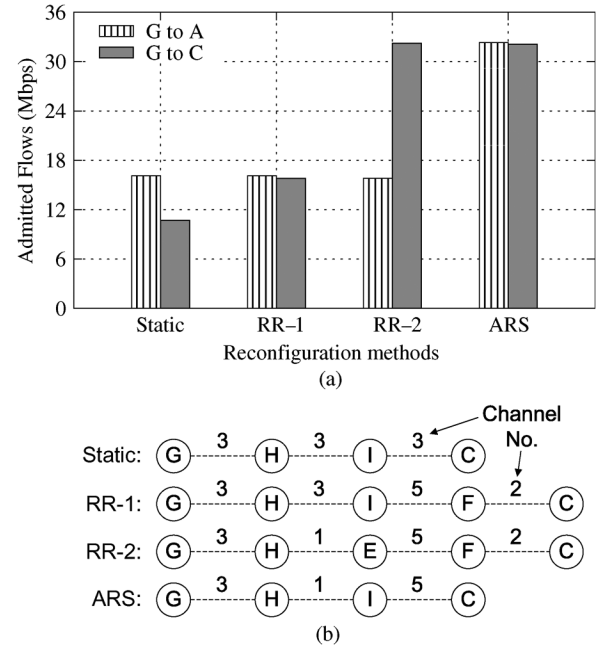 36
30
24
18
12
6
0
Admitted Flows (Mbps)
G to A
G to C
Static RR–1 RR–2 ARS
Reconfiguration methods
(a)
Channel
No.
Static: G 3 H 3 I 3 C
RR-1: G 3 H 3 I 5 F 2 C
RR-2: G 3 H 1 E 5 F 2 C
ARS: G 3 H 1 I 5 C
(b)